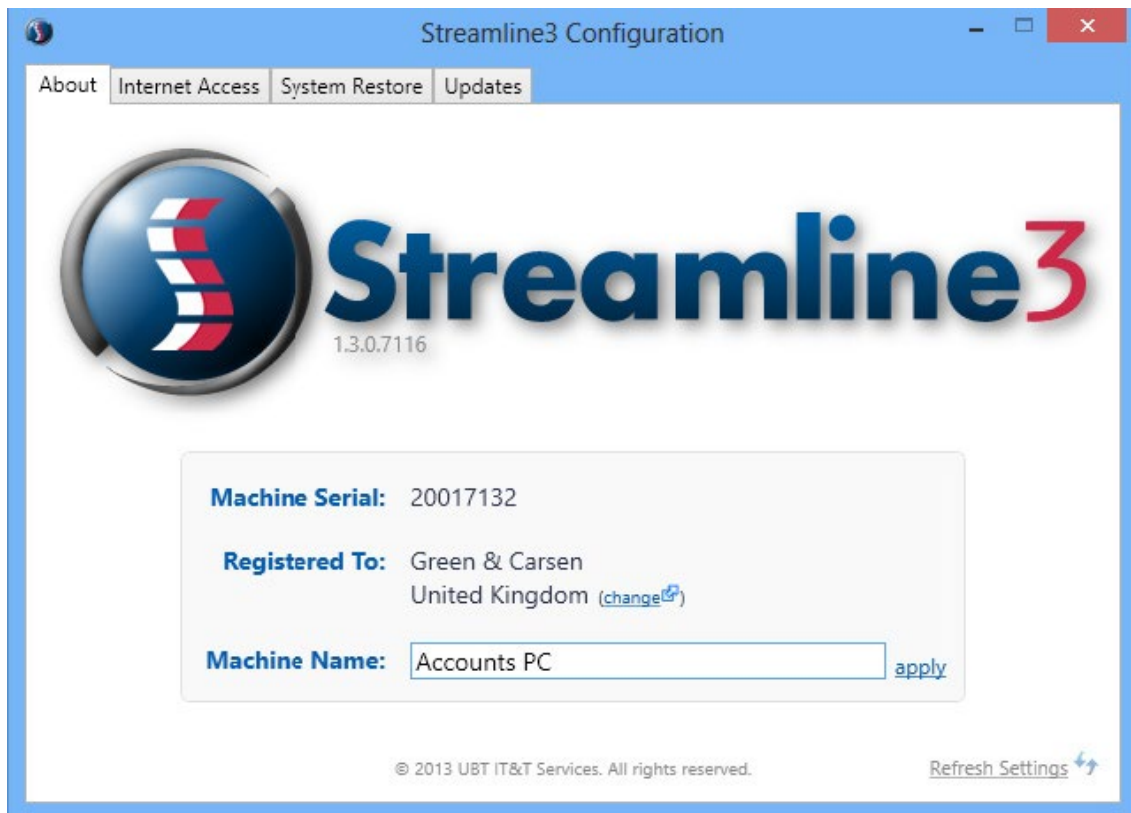 Streamline3 Configuration
About Internet Access System Restore Updates
Streamline3
1.3.0.7116
Machine Serial: 20017132
Registered To: Green & Carsen
United Kingdom (change)
Machine Name: Accounts PC apply
© 2013 UBT IT&T Services. All rights reserved. Refresh Settings